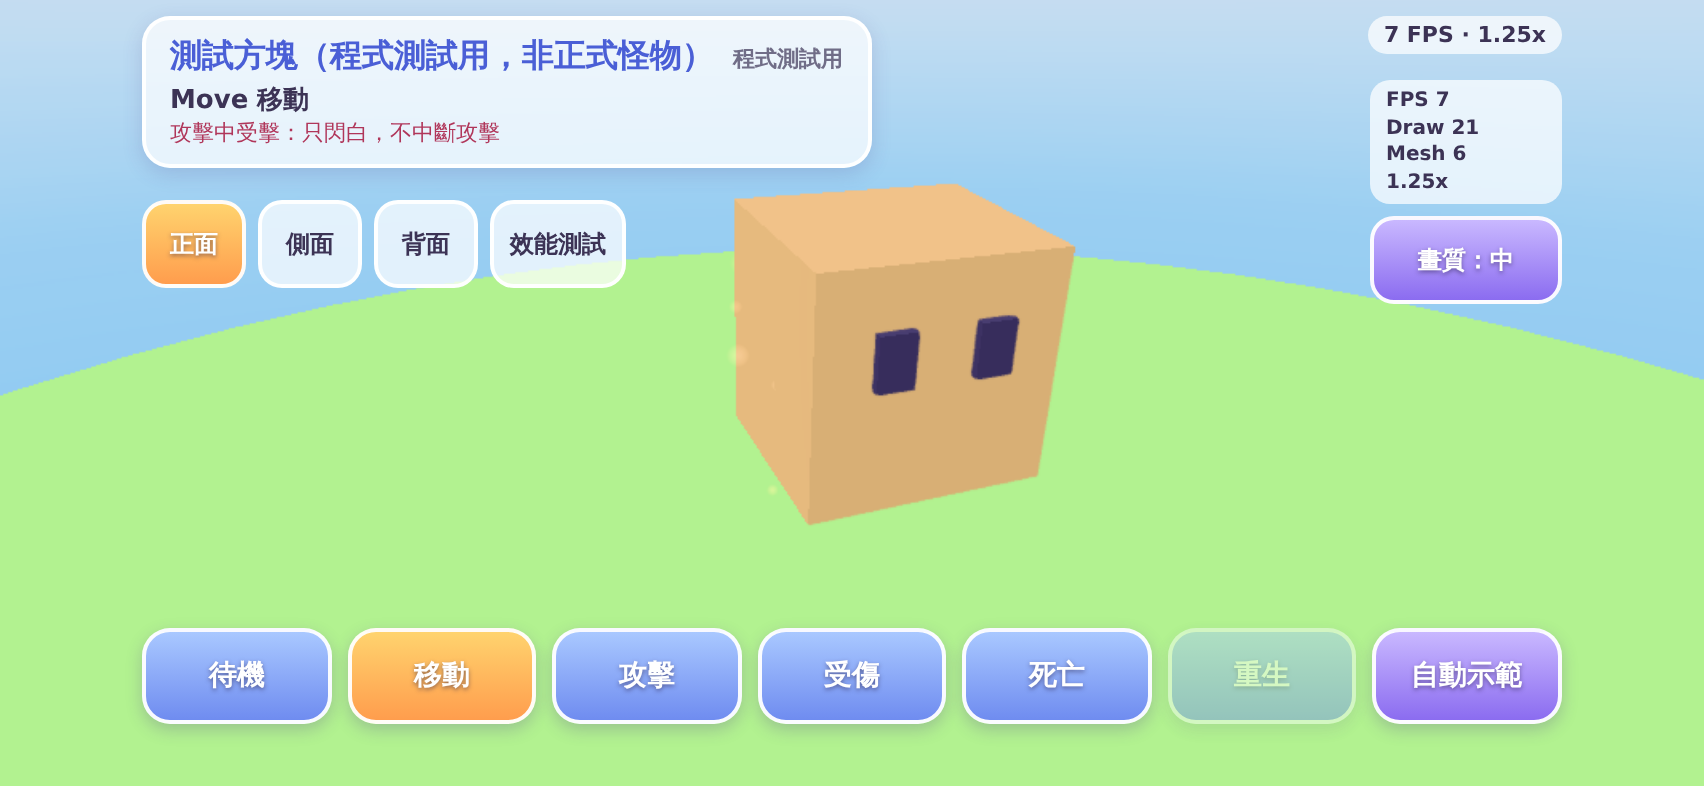 測試方塊（程式測試用，非正式怪物） 程式測試用
Move 移動
攻擊中受擊：只閃白，不中斷攻擊
7 FPS · 1.25x
FPS 7
Draw 21
Mesh 6
1.25x
正面 側面 背面 效能測試
畫質：中
待機 移動 攻擊 受傷 死亡 重生 自動示範